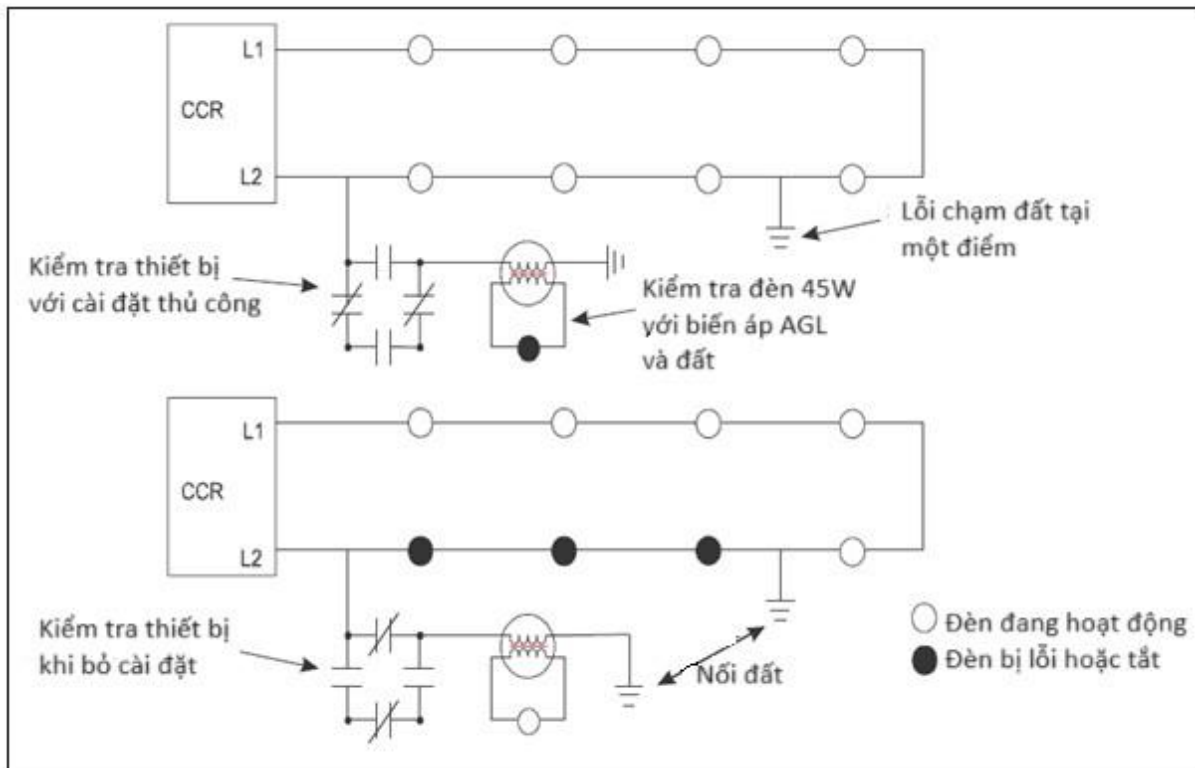 L1
CCR
L2
Lỗi chạm đất tại
một điểm
Kiểm tra thiết bị
với cài đặt thủ công
Kiểm tra đèn 45W
với biến áp AGL
và đất
L1
CCR
L2
Kiểm tra thiết bị
khi bỏ cài đặt
Nối đất
Đèn đang hoạt động
Đèn bị lỗi hoặc tắt